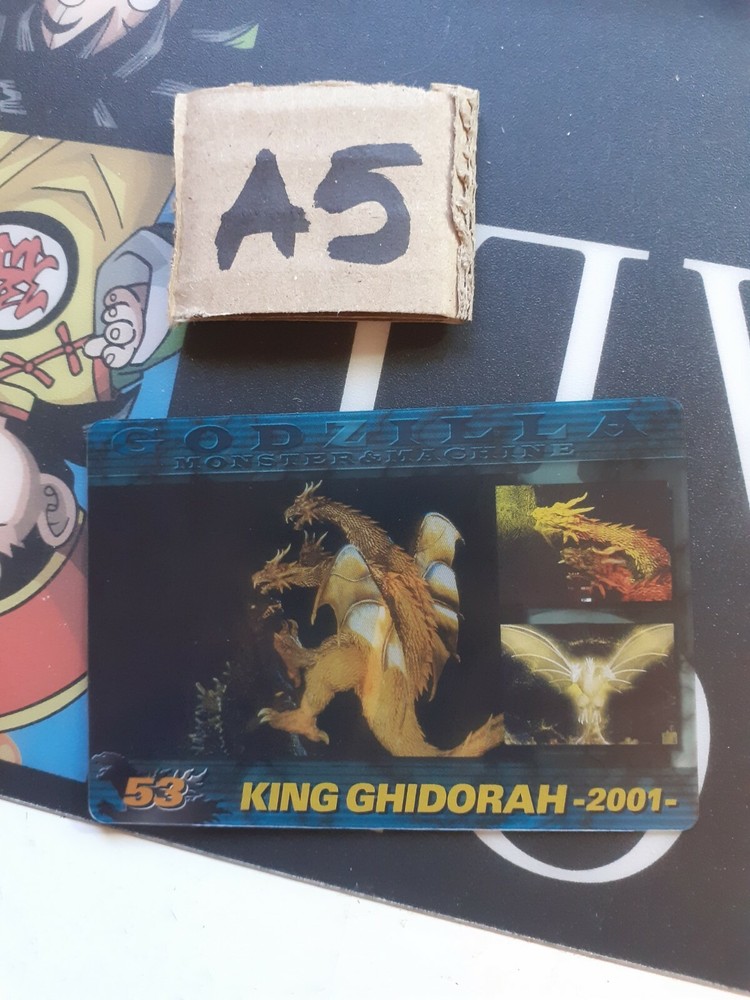 A5
GODZILLA
MONSTER&MACHINE
53
KING GHIDORAH -2001-